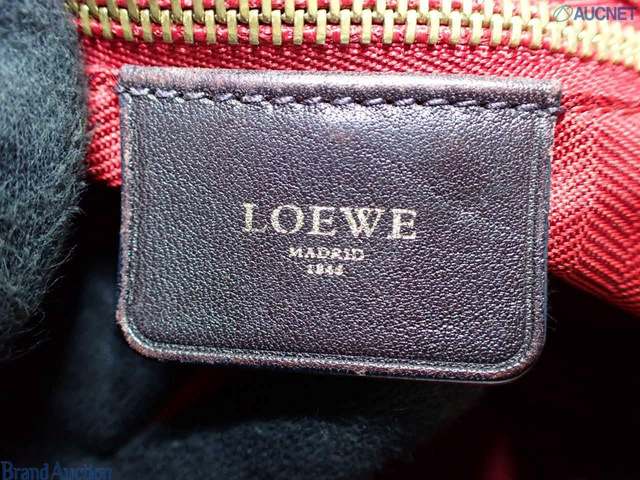 AUCNET
LOEWE
MADRID
1846
Brand Auction